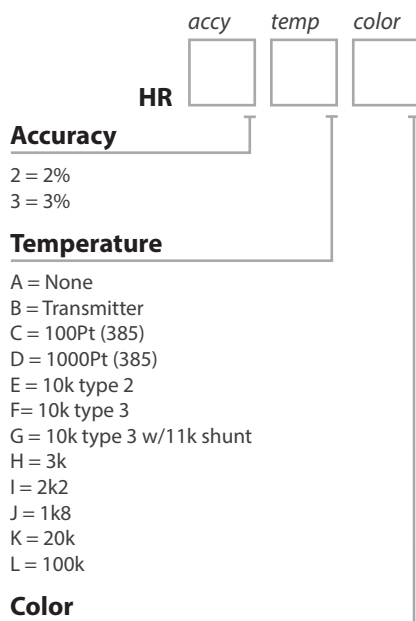 accy temp color
HR
Accuracy
2 = 2%
3 = 3%
Temperature
A = None
B = Transmitter
C = 100Pt (385)
D = 1000Pt (385)
E = 10k type 2
F= 10k type 3
G = 10k type 3 w/11k shunt
H = 3k
I = 2k2
J = 1k8
K = 20k
L = 100k
Color